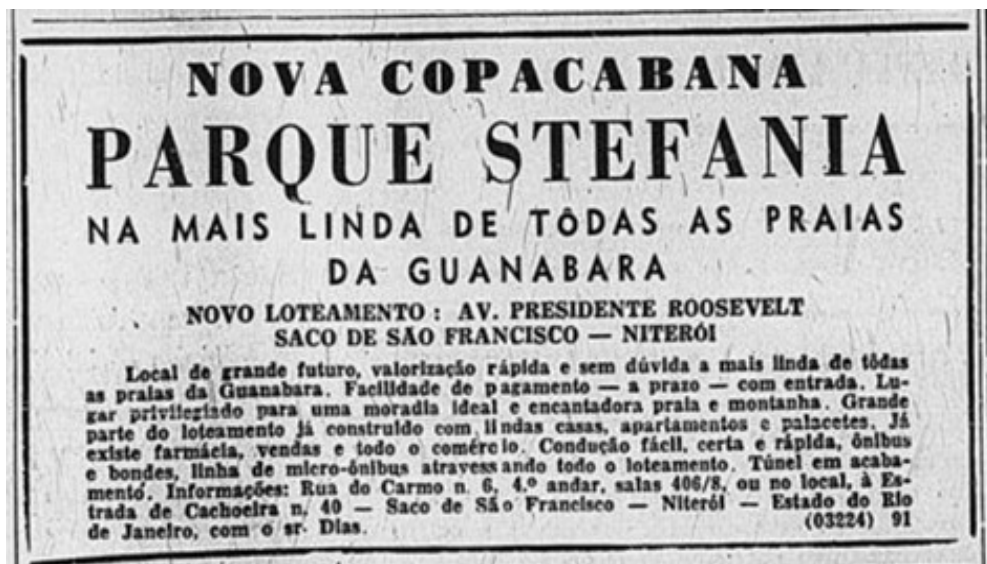 NOVA COPACABANA
PARQUE STEFANIA
NA MAIS LINDA DE TÔDAS AS PRAIAS
DA GUANABARA
NOVO LOTEAMENTO : AV. PRESIDENTE ROOSEVELT
SACO DE SÃO FRANCISCO — NITERÓI
Local de grande futuro, valorização rápida e sem dúvida a mais linda de tôdas
as praias da Guanabara. Facilidade de pagamento — a prazo — com entrada. Lu-
gar privilegiado para uma moradia ideal e encantadora praia e montanha. Grande
parte do loteamento já construído com lindas casas, apartamentos e palacetes. Já
existe farmácia, vendas e todo o comércio. Condução fácil, certa e rápida, ônibus
e bondes, linha de micro-ônibus atravessando todo o loteamento. Túnel em acaba-
mento. Informações: Rua do Carmo n. 6, 4.º andar, salas 406/8, ou no local, à Es-
trada de Cachoeira n. 40 — Saco de São Francisco — Niterói — Estado do Rio
de Janeiro, com o sr. Dias. (03224) 91